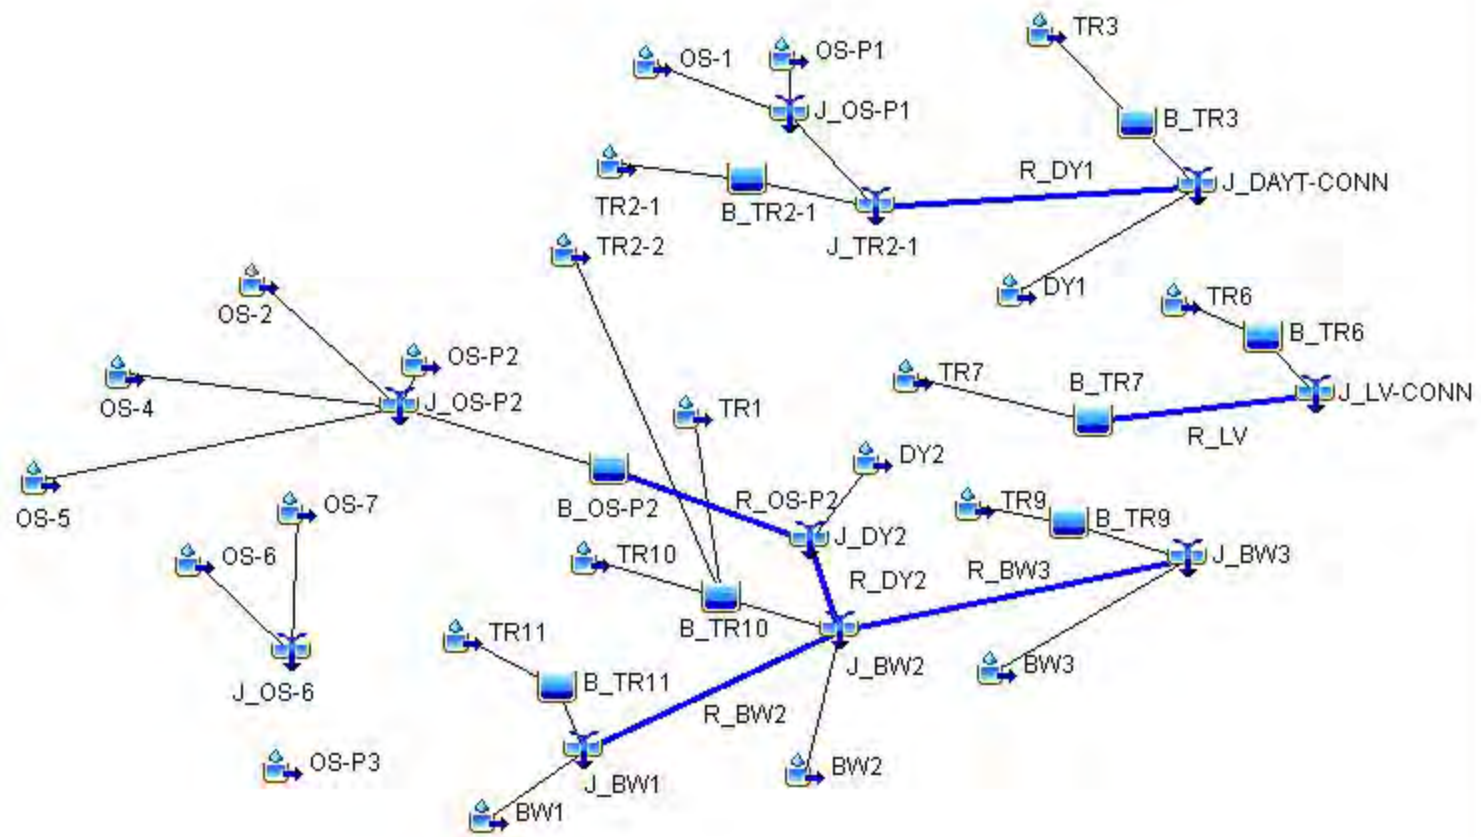 TR3
OS-1
OS-P1
J_OS-P1
B_TR3
R_DY1
J_DAYT-CONN
TR2-1
B_TR2-1
J_TR2-1
TR2-2
DY1
TR6
OS-2
B_TR6
OS-P2
TR7
B_TR7
J_LV-CONN
OS-4
J_OS-P2
TR1
R_LV
DY2
OS-5
OS-7
B_OS-P2
R_OS-P2
TR9
B_TR9
J_DY2
OS-6
TR10
R_DY2
R_BW3
J_BW3
B_TR10
TR11
J_BW2
BW3
J_OS-6
B_TR11
R_BW2
OS-P3
BW2
J_BW1
BW1